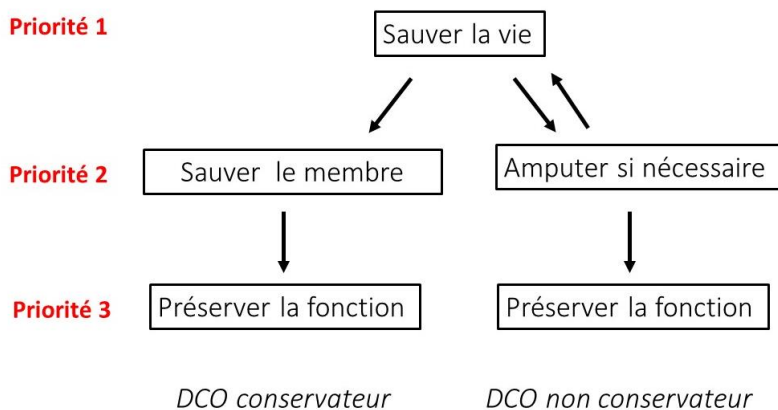 Priorité 1
Sauver la vie
Priorité 2
Sauver le membre
Amputer si nécessaire
Priorité 3
Préserver la fonction
Préserver la fonction
DCO conservateur
DCO non conservateur